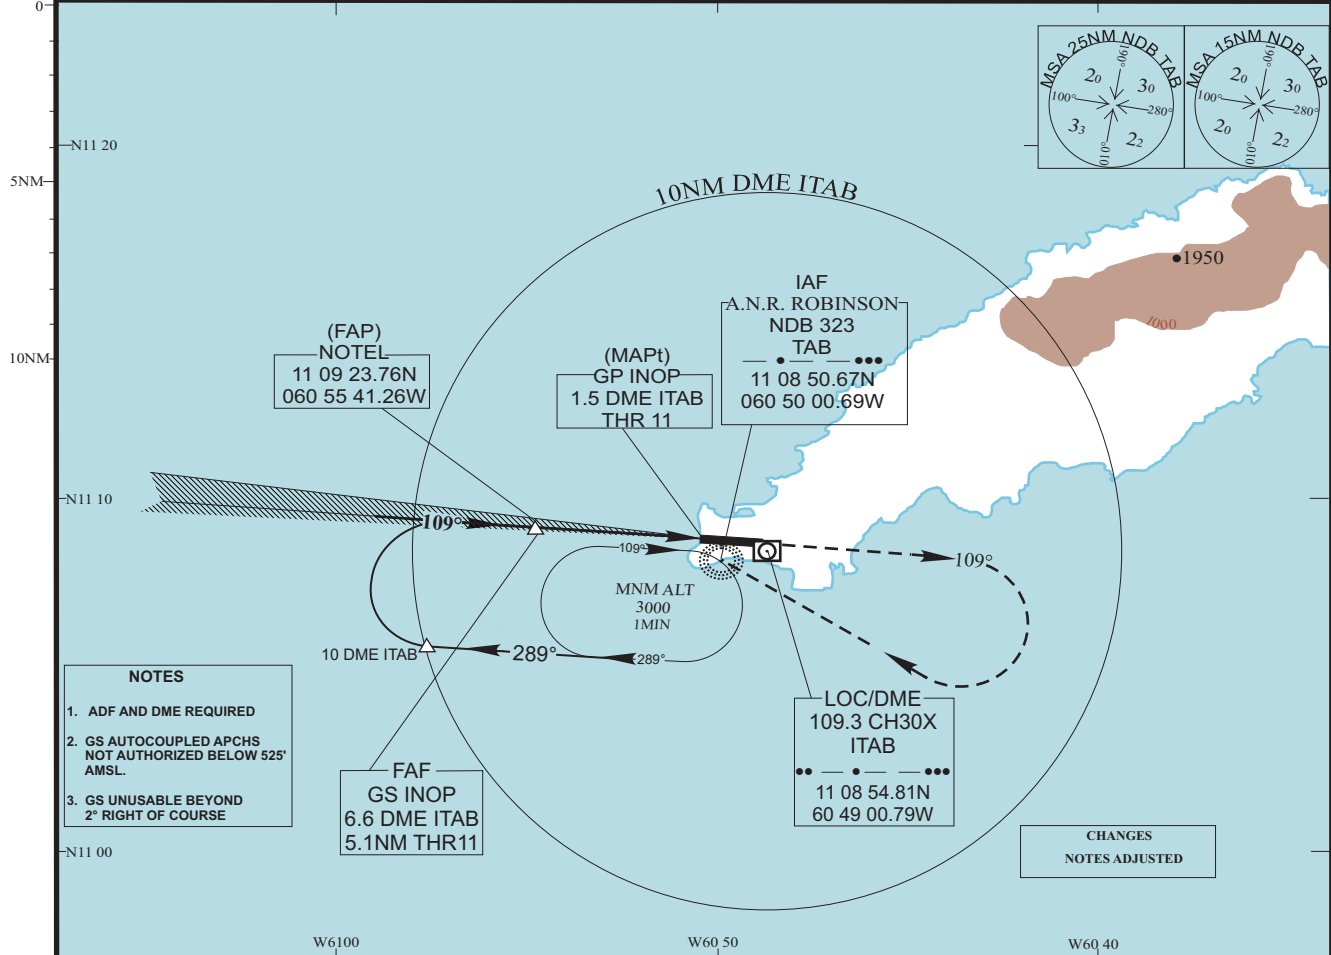 0
MSA 25NM NDB TAB
190°
20
30
100°
280°
33
22
010°
MSA 15NM NDB TAB
190°
20
30
100°
280°
20
22
010°
N11 20
5NM
10NM DME ITAB
1950
1000
IAF
A.N.R. ROBINSON
NDB 323
TAB
11 08 50.67N
060 50 00.69W
(FAP)
NOTEL
11 09 23.76N
060 55 41.26W
(MAPt)
GP INOP
1.5 DME ITAB
THR 11
10NM
N11 10
109°
109°
109°
MNM ALT
3000
1MIN
10 DME ITAB
289°
289°
NOTES
1. ADF AND DME REQUIRED
2. GS AUTOCOUPLED APCHS
NOT AUTHORIZED BELOW 525'
AMSL.
3. GS UNUSABLE BEYOND
2° RIGHT OF COURSE
LOC/DME
109.3 CH30X
ITAB
11 08 54.81N
60 49 00.79W
FAF
GS INOP
6.6 DME ITAB
5.1NM THR11
CHANGES
NOTES ADJUSTED
N11 00
W6100
W60 50
W60 40